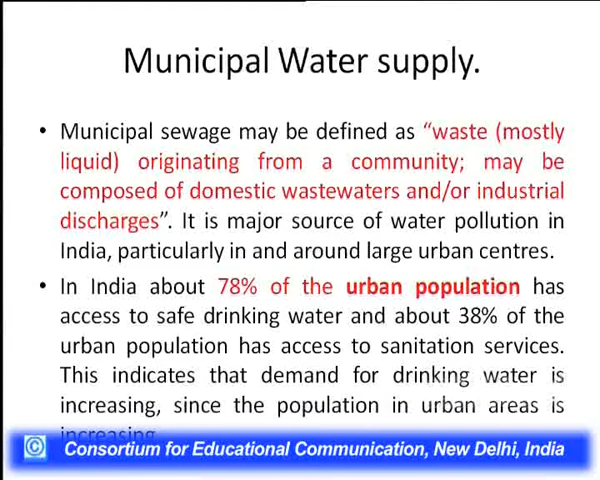 Municipal Water supply.
• Municipal sewage may be defined as “waste (mostly
liquid) originating from a community; may be
composed of domestic wastewaters and/or industrial
discharges”. It is major source of water pollution in
India, particularly in and around large urban centres.
• In India about 78% of the urban population has
access to safe drinking water and about 38% of the
urban population has access to sanitation services.
This indicates that demand for drinking water is
increasing, since the population in urban areas is
increasing.
© Consortium for Educational Communication, New Delhi, India